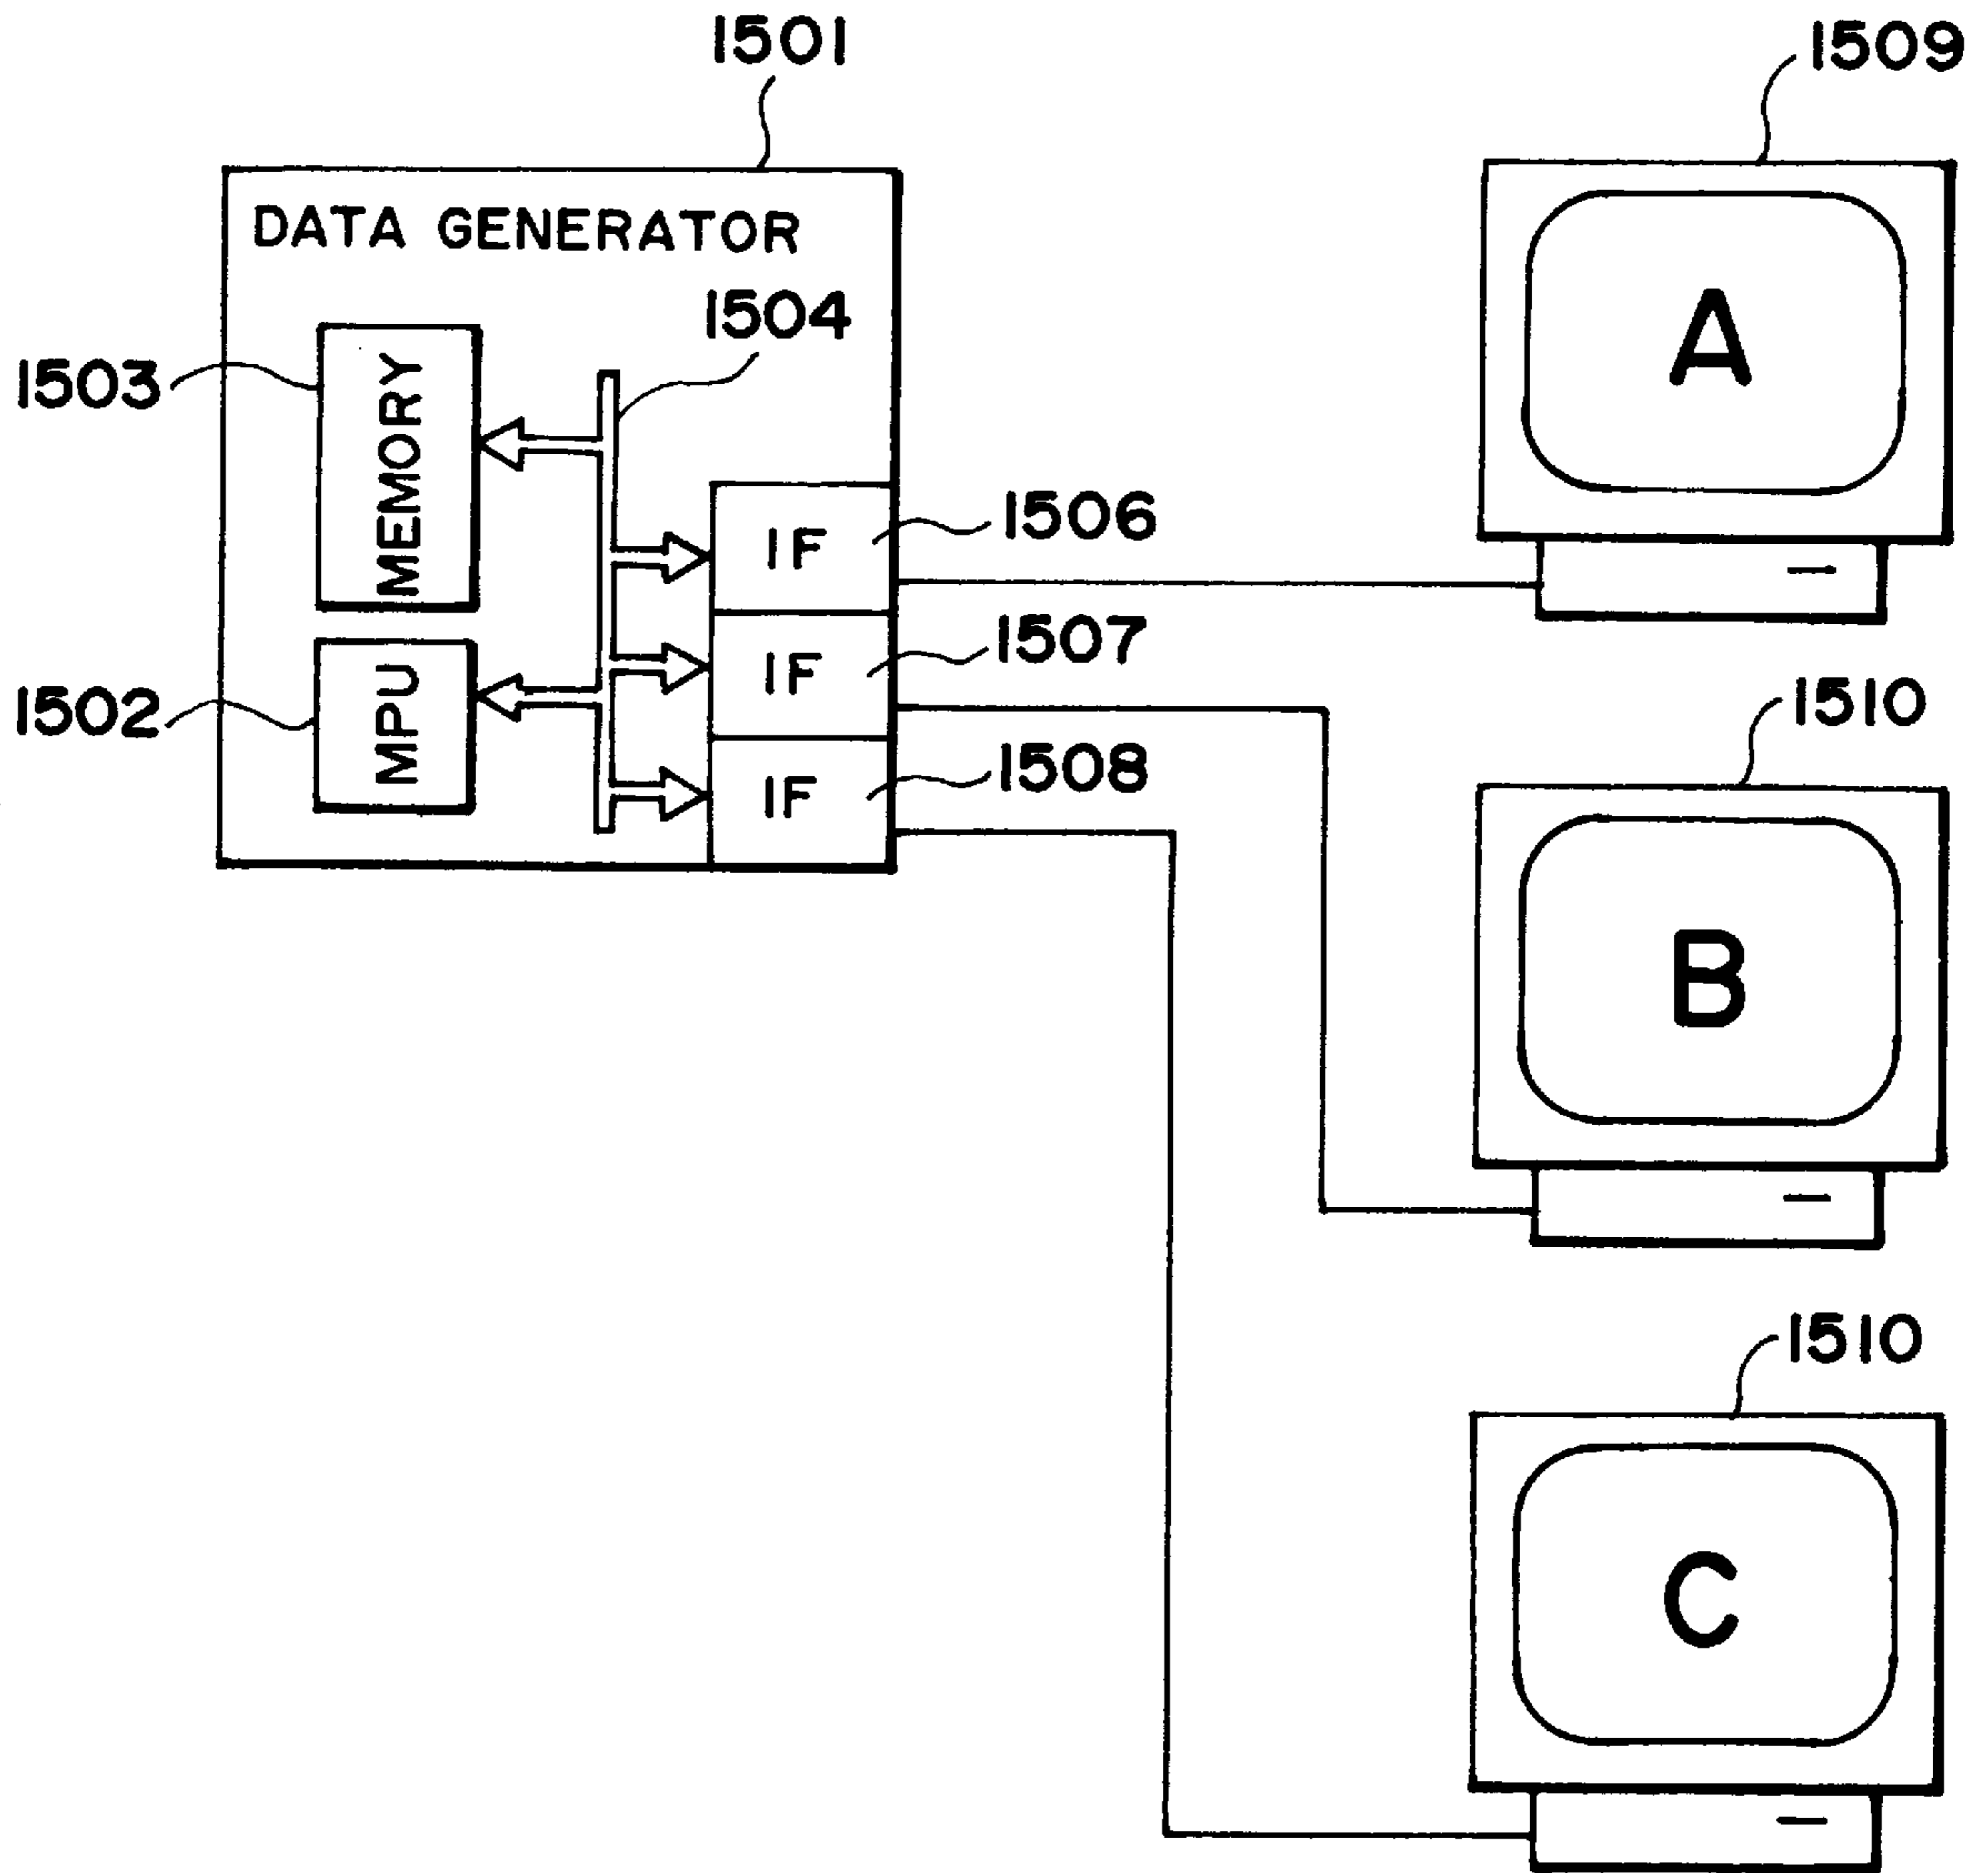 1501
1509
DATA GENERATOR
1504
1503
MEMORY
A
1506
IF
1507
IF
1502
MPU
1510
1508
IF
B
1510
C